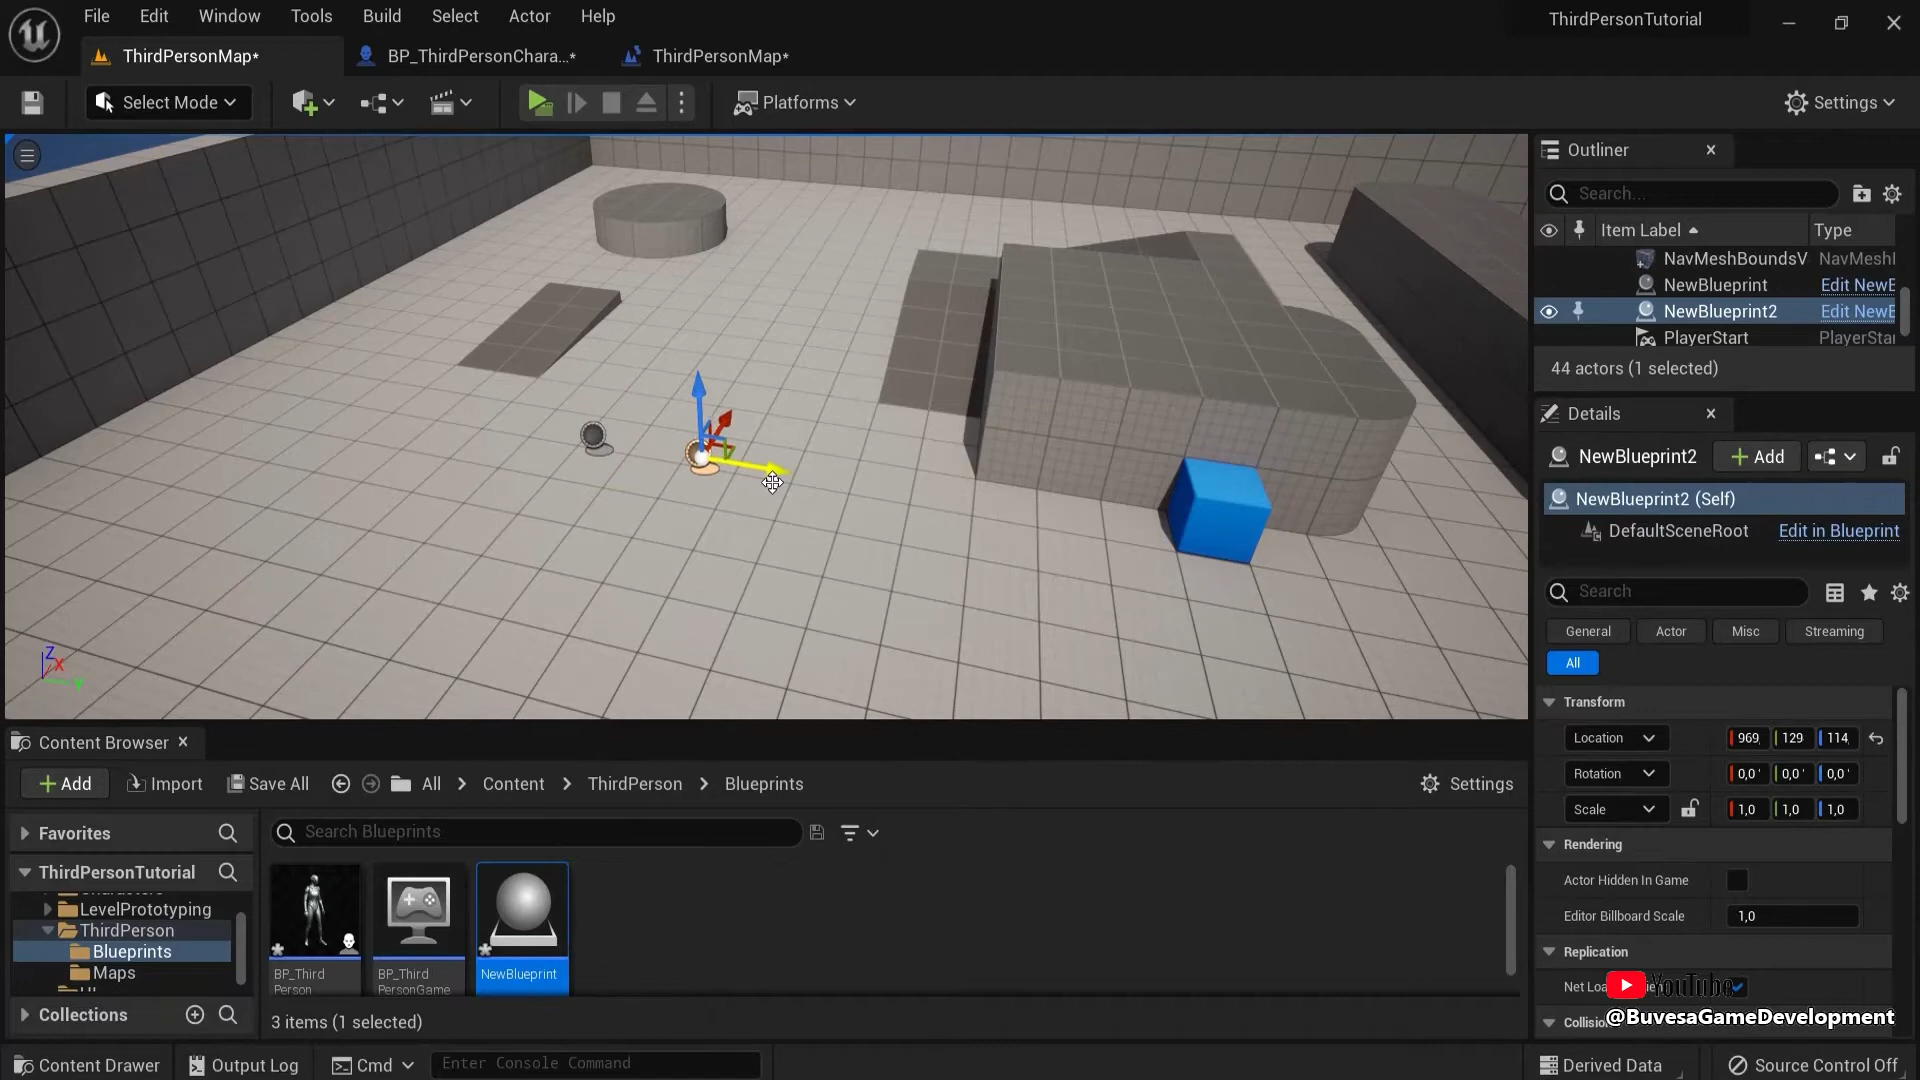 File Edit Window Tools Build Select Actor Help
ThirdPersonTutorial
ThirdPersonMap*
BP_ThirdPersonChara...*
ThirdPersonMap*
Select Mode
Platforms
Settings
Outliner
Search...
Item Label
Type
NavMeshBoundsV NavMeshI
NewBlueprint Edit NewE
NewBlueprint2 Edit NewE
PlayerStart PlayerStar
44 actors (1 selected)
Details
NewBlueprint2
Add
NewBlueprint2 (Self)
DefaultSceneRoot Edit in Blueprint
Search
General Actor Misc Streaming
All
Transform
Location 969, 129 114,
Rotation 0,0 ° 0,0 ° 0,0 °
Scale 1,0 1,0 1,0
Rendering
Actor Hidden In Game
Editor Billboard Scale 1,0
Replication
YouTube
@BuvesaGameDevelopment
Z
X
Y
Content Browser
Add Import Save All All Content ThirdPerson Blueprints Settings
Favorites
Search Blueprints
ThirdPersonTutorial
LevelPrototyping
ThirdPerson
Blueprints
Maps
Collections
BP_Third
Person
BP_Third
PersonGame
NewBlueprint
3 items (1 selected)
Content Drawer Output Log Cmd Enter Console Command Derived Data Source Control Off